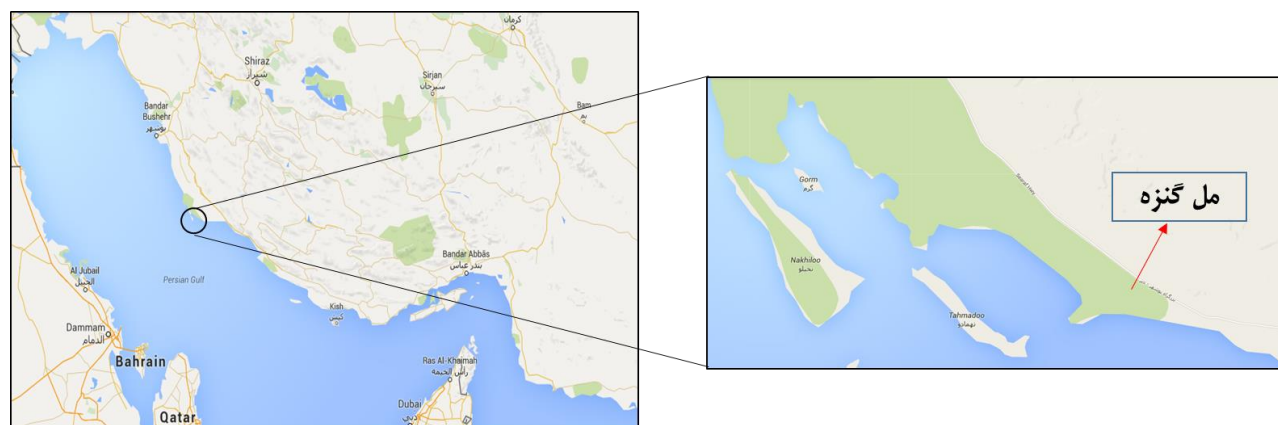 کرمان
Shiraz
شیراز
Sirjan
سیرجان
Bandar
Bushehr
بوشهر
Bam
بم
Al Jubail
الجبيل
Persian Gulf
Bandar Abbās
بندر عباس
Kish
کیش
Dammam
الدمام
Bahrain
Ras Al-Khaimah
رأس الخيمة
Qatar
Dubai
دبي
Gorm
گرم
مل گنزه
Nakhiloo
نخیلو
Tahmadoo
تهمادو